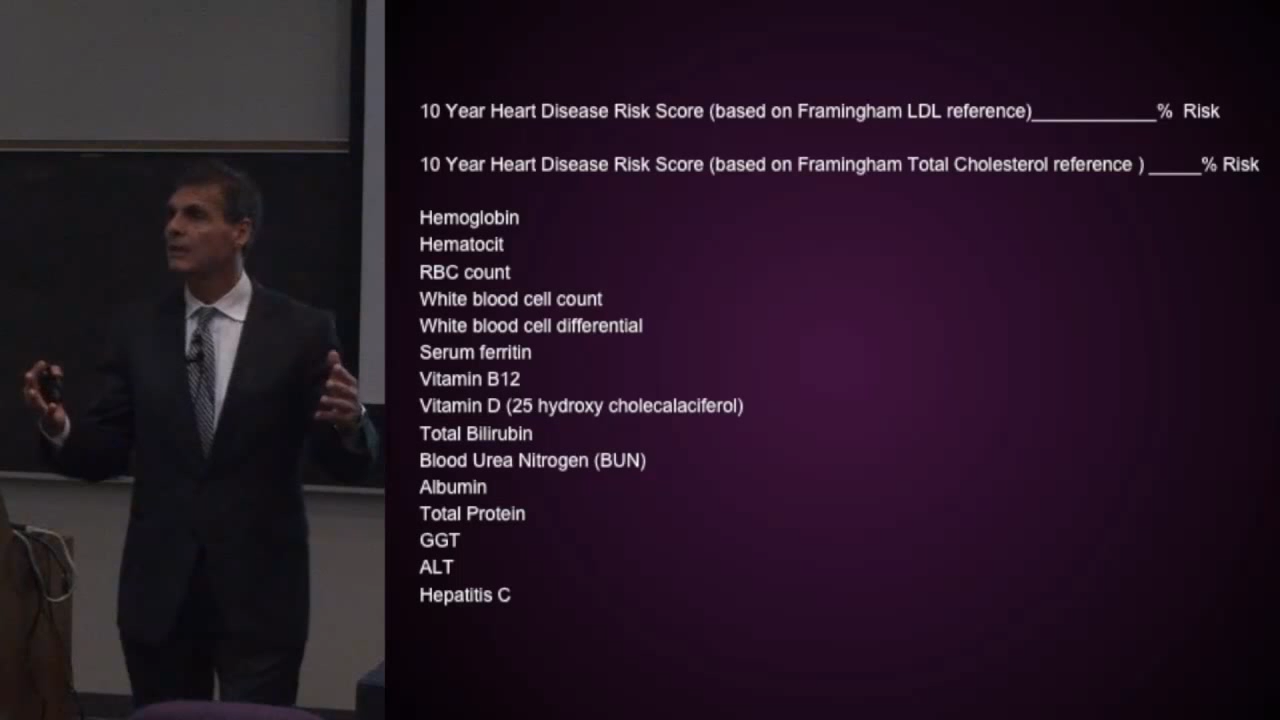 10 Year Heart Disease Risk Score (based on Framingham LDL reference)____________% Risk
10 Year Heart Disease Risk Score (based on Framingham Total Cholesterol reference ) _____% Risk
Hemoglobin
Hematocit
RBC count
White blood cell count
White blood cell differential
Serum ferritin
Vitamin B12
Vitamin D (25 hydroxy cholecalaciferol)
Total Bilirubin
Blood Urea Nitrogen (BUN)
Albumin
Total Protein
GGT
ALT
Hepatitis C